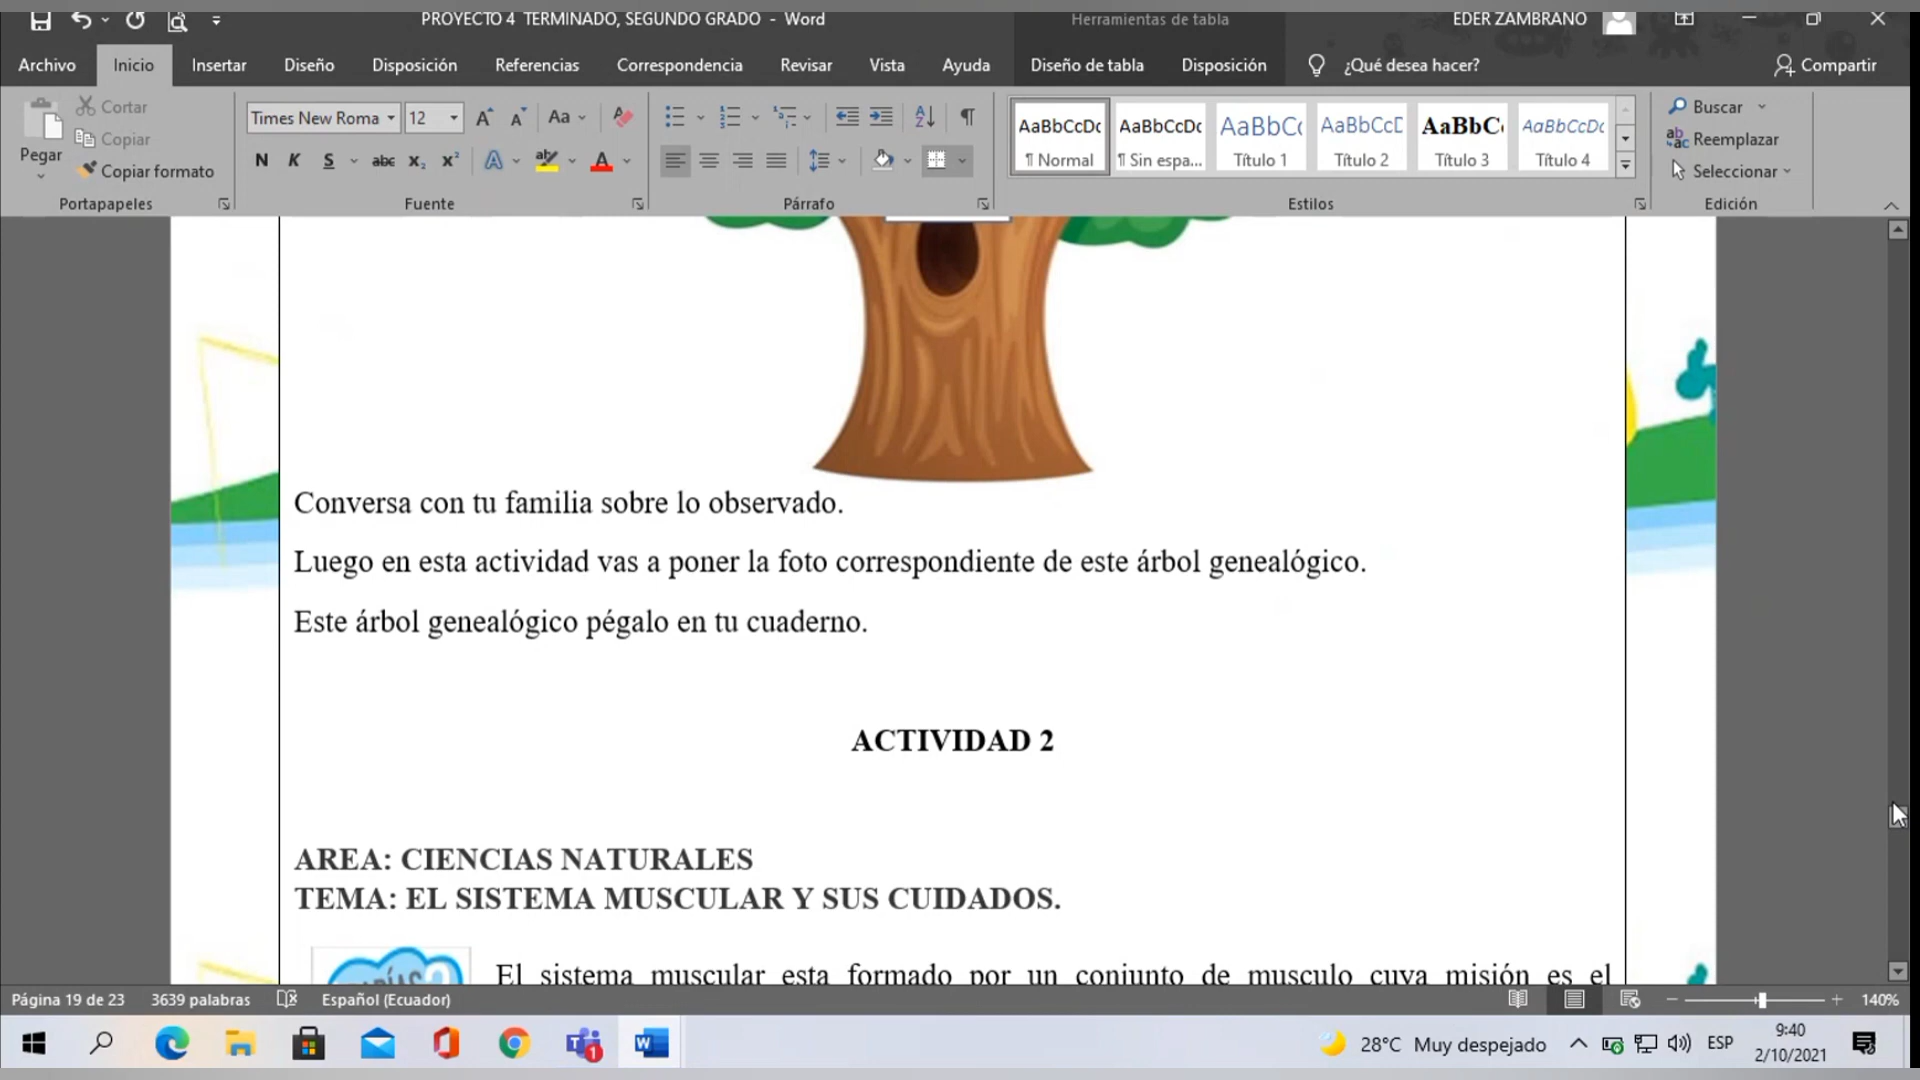 PROYECTO 4 TERMINADO, SEGUNDO GRADO - Word
Herramientas de tabla
EDER ZAMBRANO
Archivo Inicio Insertar Diseño Disposición Referencias Correspondencia Revisar Vista Ayuda Diseño de tabla Disposición ¿Qué desea hacer? Compartir
Pegar
Cortar
Copiar
Copiar formato
Portapapeles
Times New Roma 12 Aa
N K S abc x₂ x² A aby A
Fuente
Párrafo
AaBbCcDc AaBbCcDc AaBbC( AaBbCcD AaBbC( AaBbCcDc
¶ Normal ¶ Sin espa... Título 1 Título 2 Título 3 Título 4
Estilos
Buscar
Reemplazar
Seleccionar
Edición
Conversa con tu familia sobre lo observado.
Luego en esta actividad vas a poner la foto correspondiente de este árbol genealógico.
Este árbol genealógico pégalo en tu cuaderno.
ACTIVIDAD 2
AREA: CIENCIAS NATURALES
TEMA: EL SISTEMA MUSCULAR Y SUS CUIDADOS.
El sistema muscular esta formado por un conjunto de musculo cuya misión es el
Página 19 de 23 3639 palabras Español (Ecuador) 140%
28°C Muy despejado ESP 9:40
2/10/2021